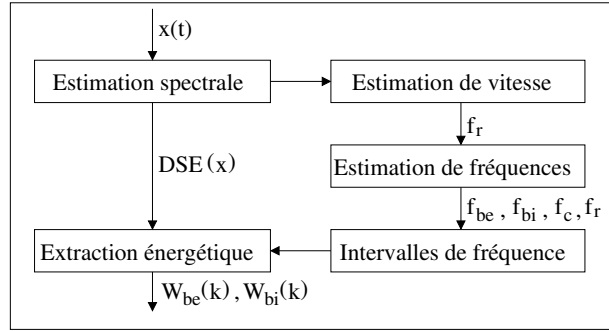 x(t)
Estimation spectrale
Estimation de vitesse
f_r
DSE (x)
Estimation de fréquences
f_be , f_bi , f_c , f_r
Extraction énergétique
Intervalles de fréquence
W_be(k) , W_bi(k)